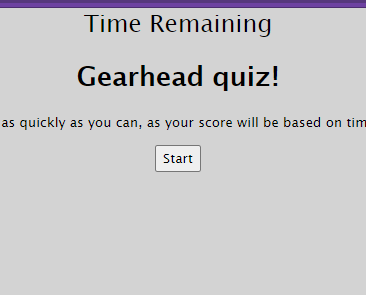 Time Remaining
Gearhead quiz!
as quickly as you can, as your score will be based on tim
Start